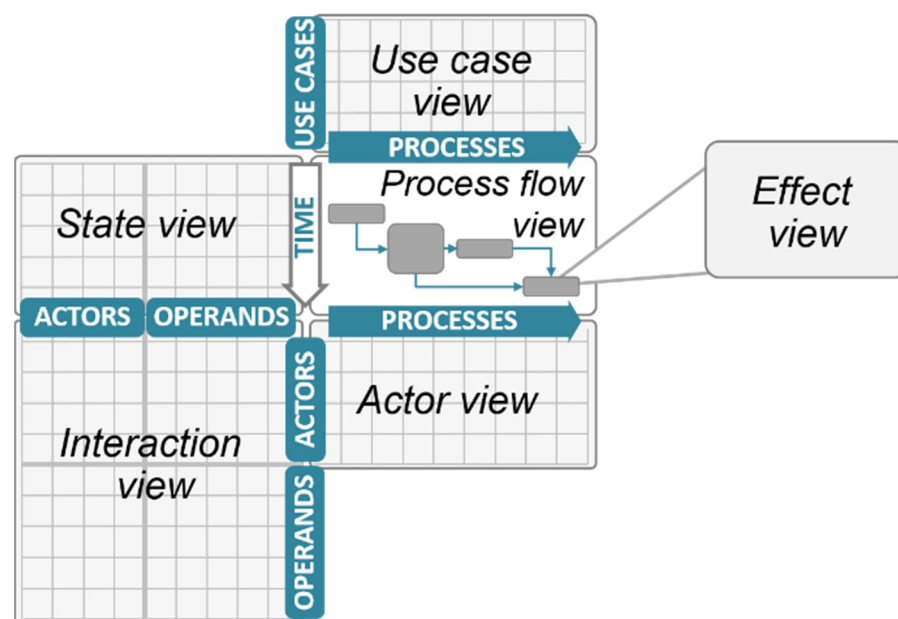 USE CASES
Use case
view
PROCESSES
State view
TIME
Process flow
view
Effect
view
ACTORS
OPERANDS
PROCESSES
Interaction
view
ACTORS
Actor view
OPERANDS